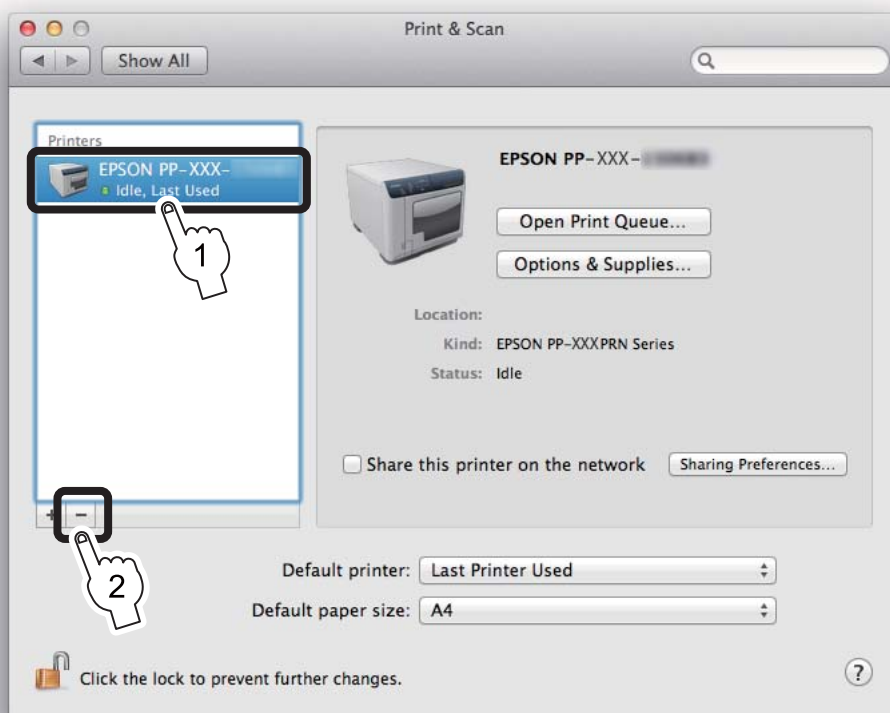 Print & Scan
Show All
Printers
EPSON PP-XXX-
Idle, Last Used
1
+ -
2
EPSON PP-XXX-
Open Print Queue...
Options & Supplies...
Location:
Kind: EPSON PP-XXXPRN Series
Status: Idle
Share this printer on the network Sharing Preferences...
Default printer: Last Printer Used
Default paper size: A4
Click the lock to prevent further changes. ?